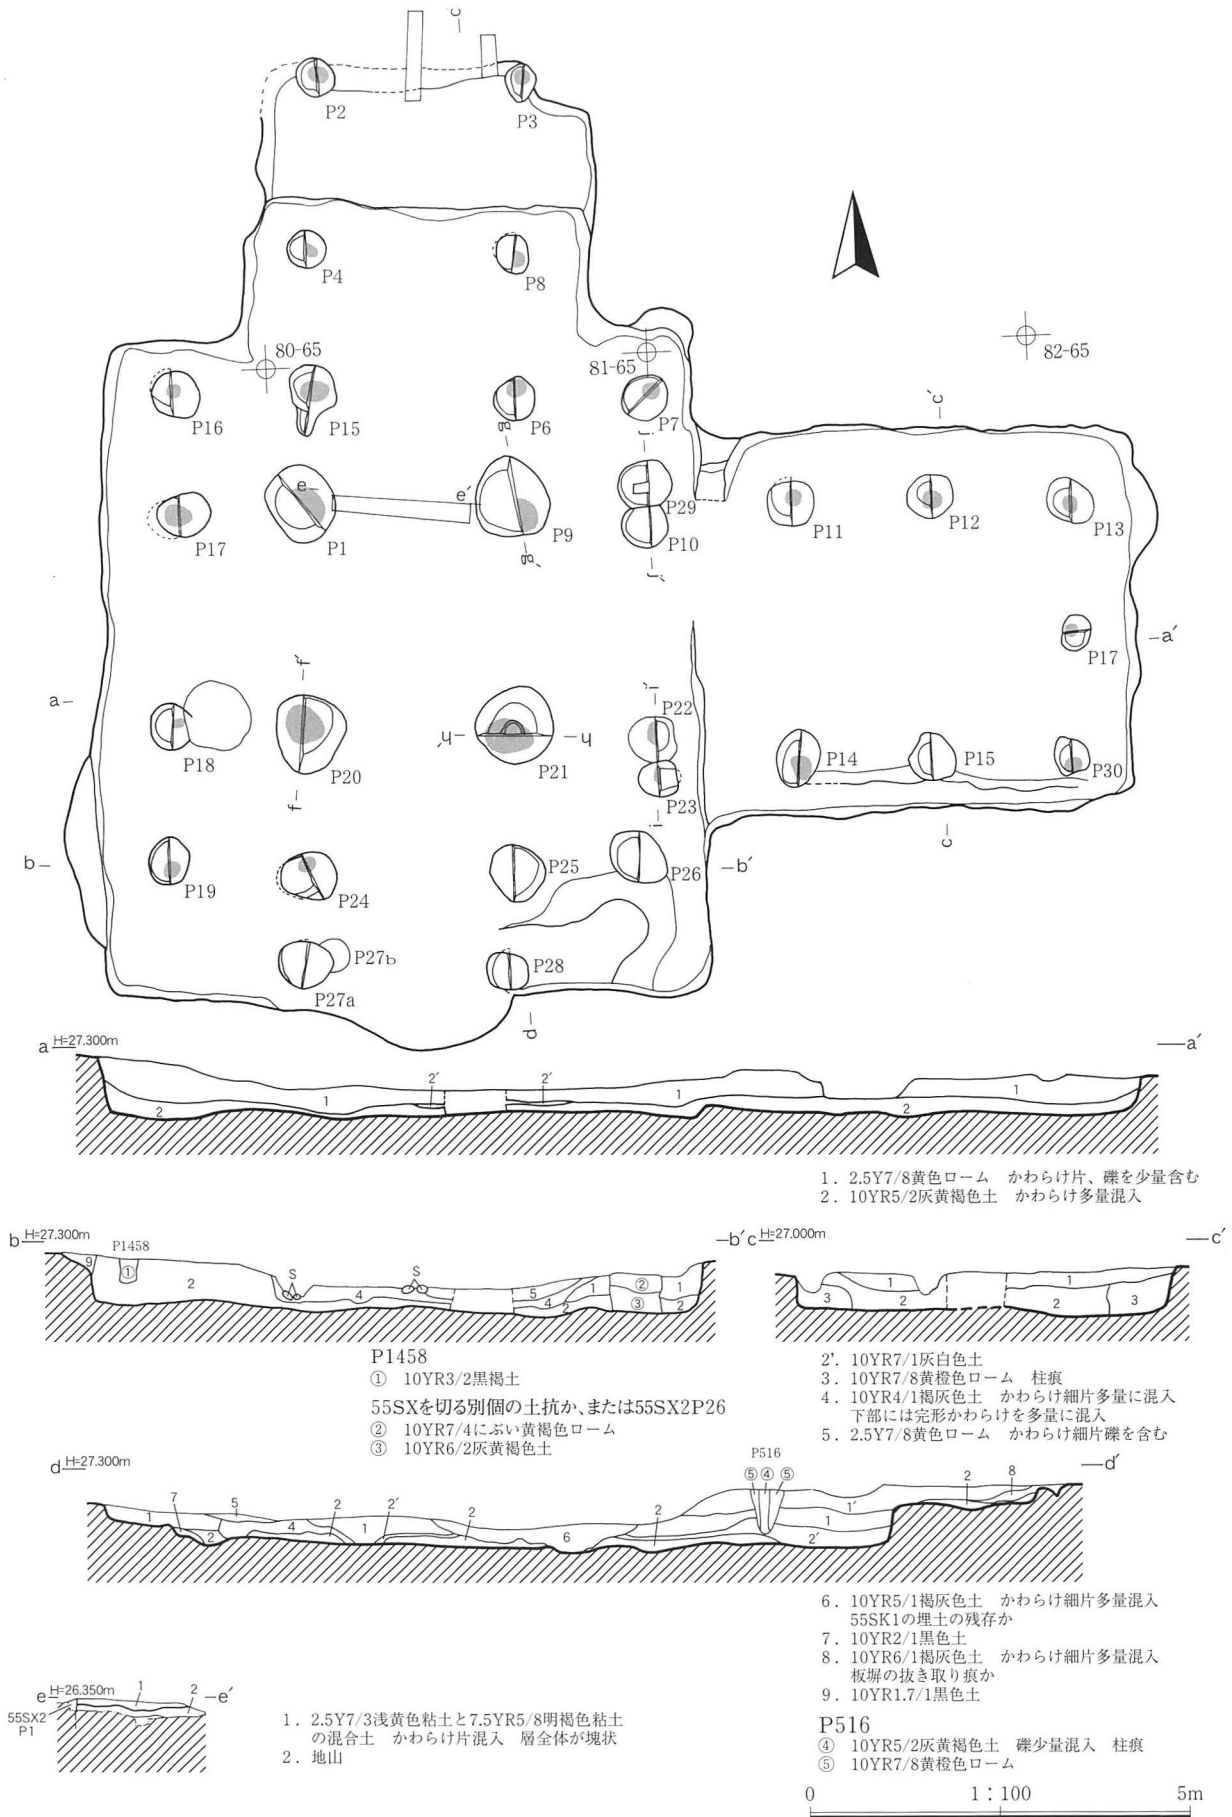 c
P2
P3
P4
P8
80-65
81-65
82-65
c'
P16
P15
P6
P7
g
j
e
e'
P29
P11
P12
P13
P17
P1
P9
P10
g'
j'
P17
a'
f'
a
i'
P22
P18
P20
h'
h
P21
P23
P14
P15
P30
f
i
c
b
P19
P24
P25
P26
b'
P27b
P28
P27a
d
a H=27.300m
a'
2'
2'
1
1
1
2
2
1. 2.5Y7/8黄色ローム かわらけ片、礫を少量含む
2. 10YR5/2灰黄褐色土 かわらけ多量混入
b H=27.300m
P1458
b'
c H=27.000m
c'
9
①
2
S
S
4
5
4
2
1
②
③
1
2
3
1
2
1
2
3
P1458
① 10YR3/2黒褐土
55SXを切る別個の土抗か、または55SX2P26
② 10YR7/4にぶい黄褐色ローム
③ 10YR6/2灰黄褐色土
2'. 10YR7/1灰白色土
3. 10YR7/8黄橙色ローム 柱痕
4. 10YR4/1褐灰色土 かわらけ細片多量に混入
下部には完形かわらけを多量に混入
5. 2.5Y7/8黄色ローム かわらけ細片礫を含む
d H=27.300m
P516
d'
⑤④⑤
1
7
2
5
4
2
2'
1
2
6
2
1'
1
2'
2
8
6. 10YR5/1褐灰色土 かわらけ細片多量混入
55SK1の埋土の残存か
7. 10YR2/1黒色土
8. 10YR6/1褐灰色土 かわらけ細片多量混入
板塀の抜き取り痕か
9. 10YR1.7/1黒色土
e H=26.350m
1
2
e'
55SX2
P1
1. 2.5Y7/3浅黄色粘土と7.5YR5/8明褐色粘土
の混合土 かわらけ片混入 層全体が塊状
2. 地山
P516
④ 10YR5/2灰黄褐色土 礫少量混入 柱痕
⑤ 10YR7/8黄橙色ローム
0
1:100
5m